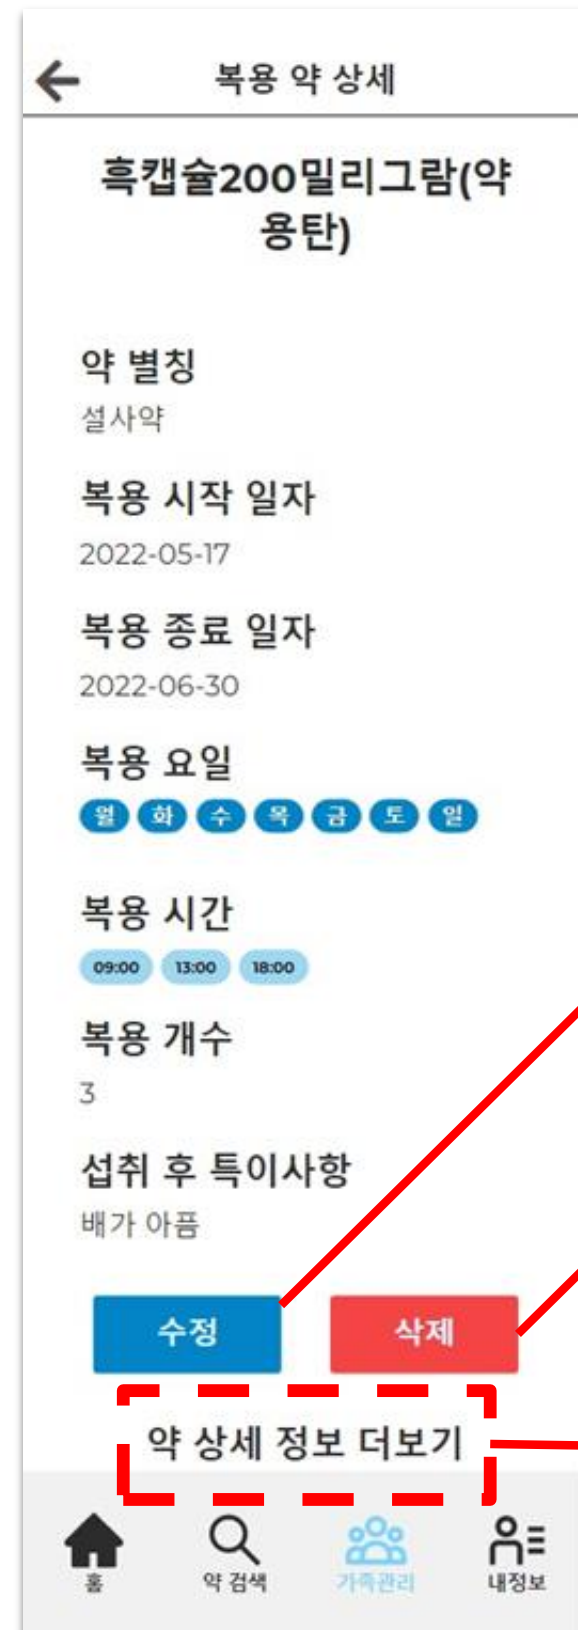 복용 약 상세
흑캡슐200밀리그람(약
용탄)
약 별칭
설사약
복용 시작 일자
2022-05-17
복용 종료 일자
2022-06-30
복용 요일
월 화 수 목 금 토 일
복용 시간
09:00 13:00 18:00
복용 개수
3
섭취 후 특이사항
배가 아픔
수정 삭제
약 상세 정보 더보기
홈 약 검색 가족관리 내정보